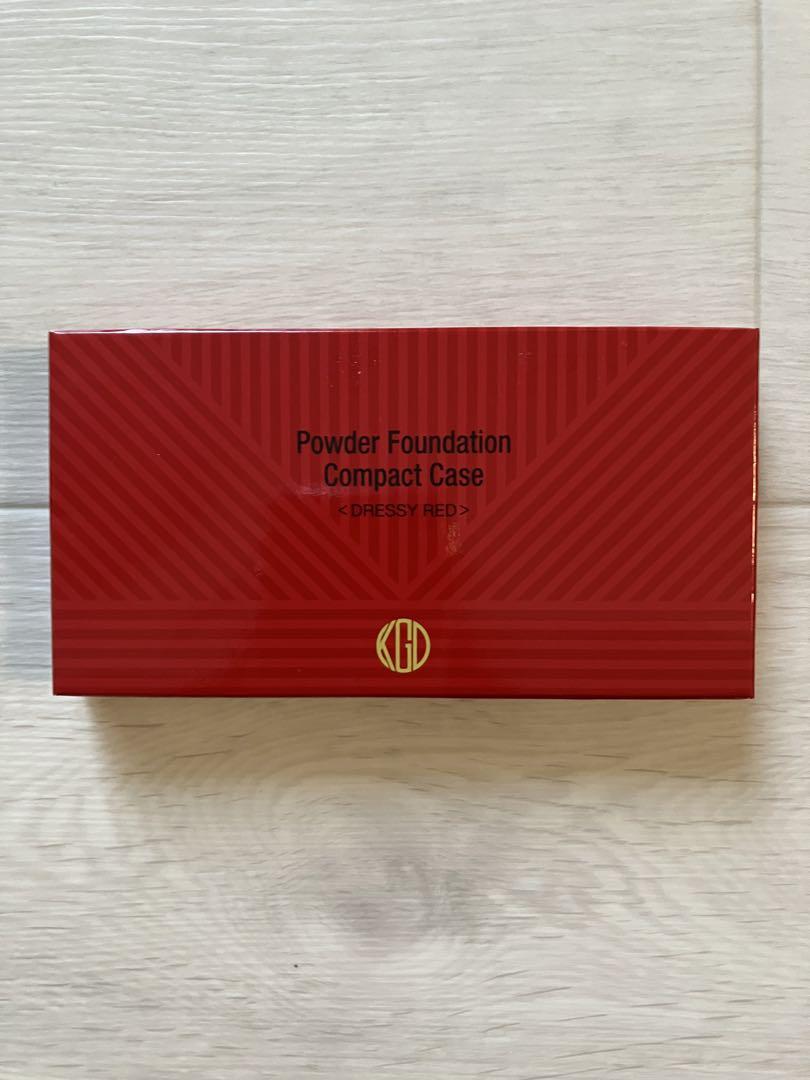 Powder Foundation
Compact Case
<DRESSY RED>
KGD